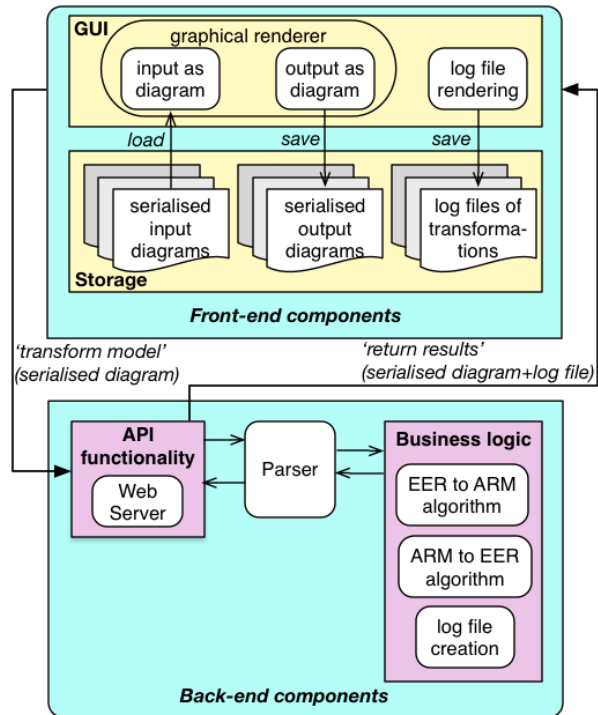 GUI
graphical renderer
input as
diagram
output as
diagram
log file
rendering
load
save
save
serialised
input
diagrams
serialised
output
diagrams
log files of
transforma-
tions
Storage
Front-end components
‘transform model’
(serialised diagram)
‘return results’
(serialised diagram+log file)
API
functionality
Web
Server
Parser
Business logic
EER to ARM
algorithm
ARM to EER
algorithm
log file
creation
Back-end components